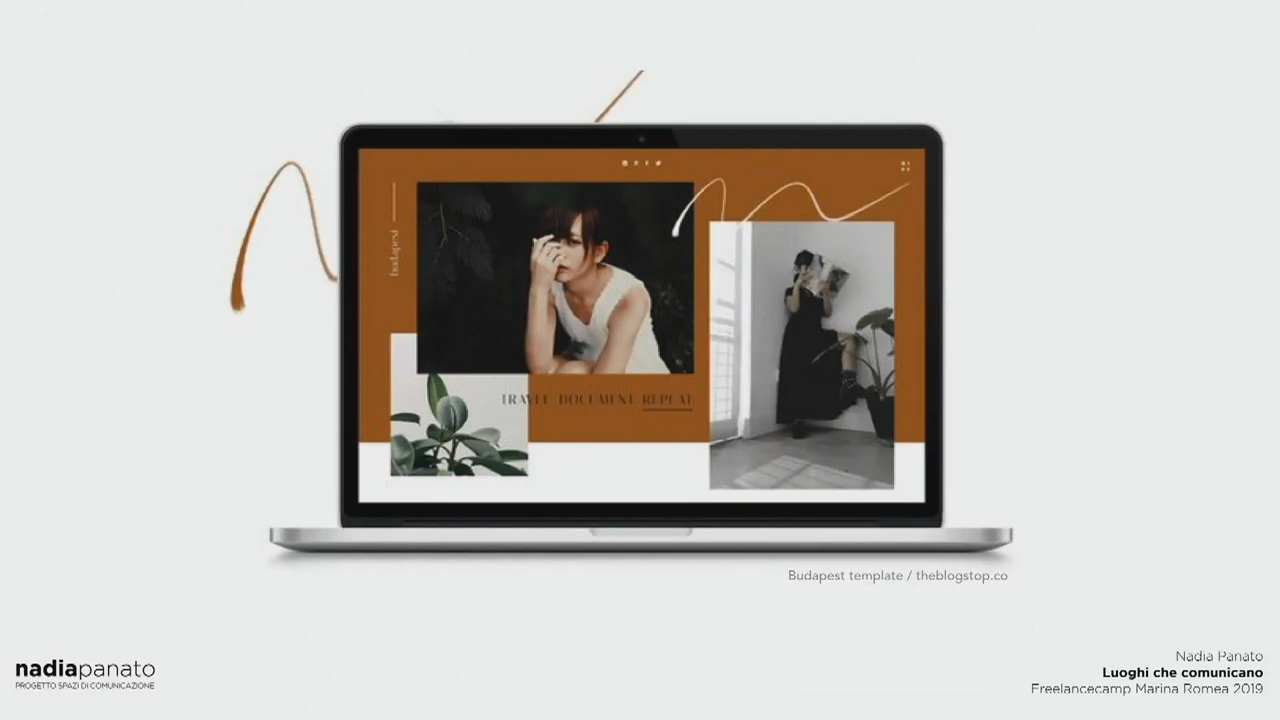 budapest
TRAVEL DOCUMENT REPEAT
Budapest template / theblogstop.co
nadiapanato
PROGETTO SPAZI DI COMUNICAZIONE
Nadia Panato
Luoghi che comunicano
Freelancecamp Marina Romea 2019